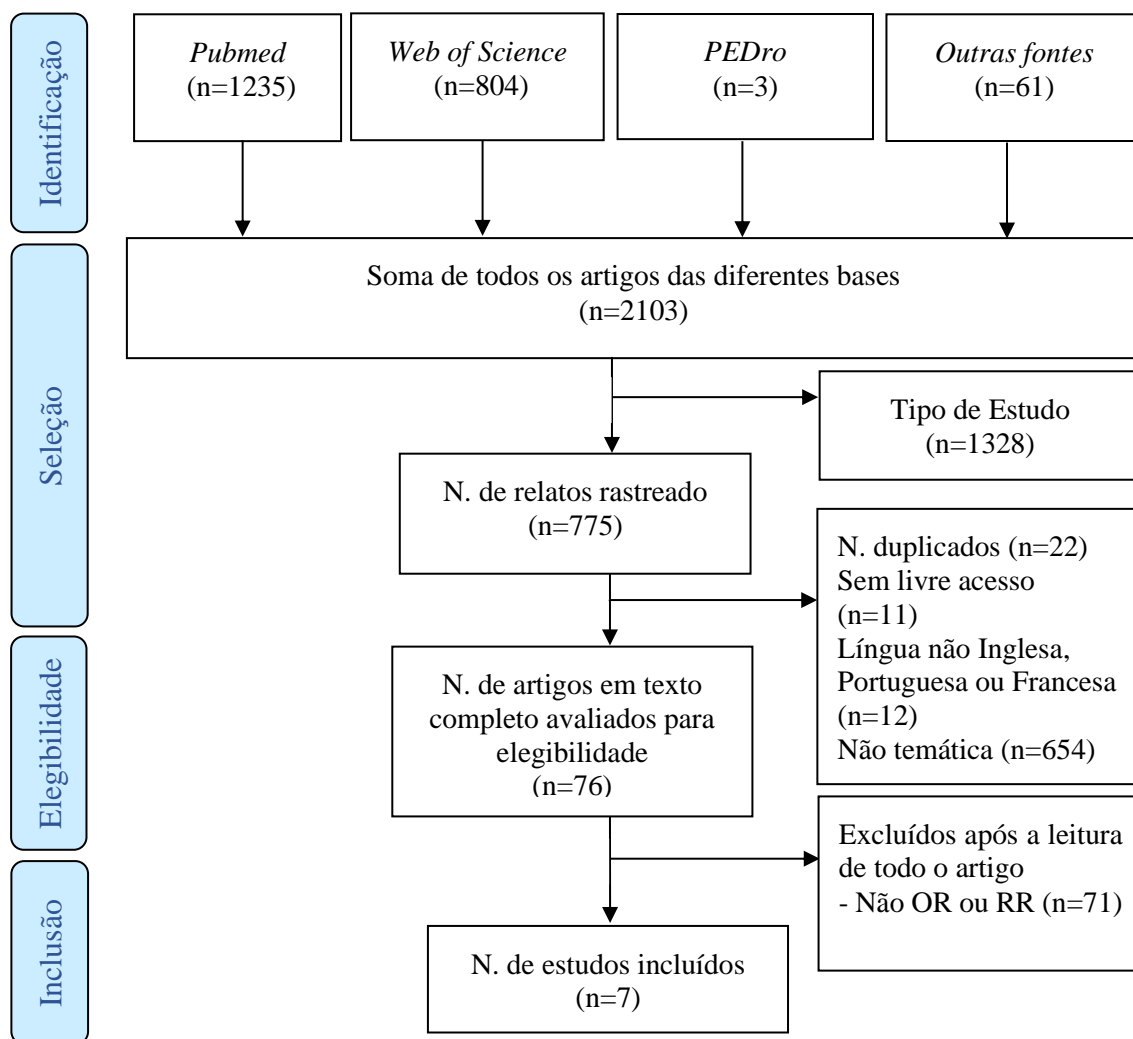 Identificação
Pubmed
(n=1235)
Web of Science
(n=804)
PEDro
(n=3)
Outras fontes
(n=61)
Seleção
Soma de todos os artigos das diferentes bases
(n=2103)
Tipo de Estudo
(n=1328)
N. de relatos rastreado
(n=775)
N. duplicados (n=22)
Sem livre acesso
(n=11)
Língua não Inglesa,
Portuguesa ou Francesa
(n=12)
Não temática (n=654)
Elegibilidade
N. de artigos em texto
completo avaliados para
elegibilidade
(n=76)
Excluídos após a leitura
de todo o artigo
- Não OR ou RR (n=71)
Inclusão
N. de estudos incluídos
(n=7)